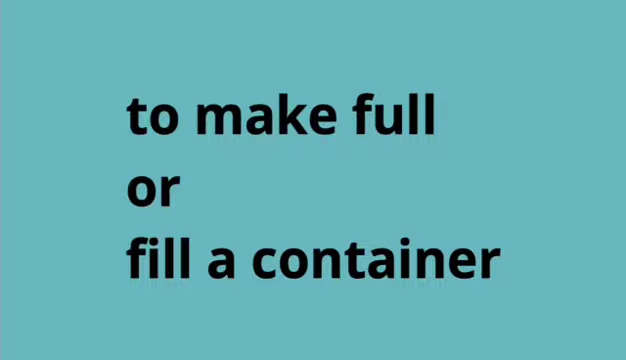 to make full
or
fill a container